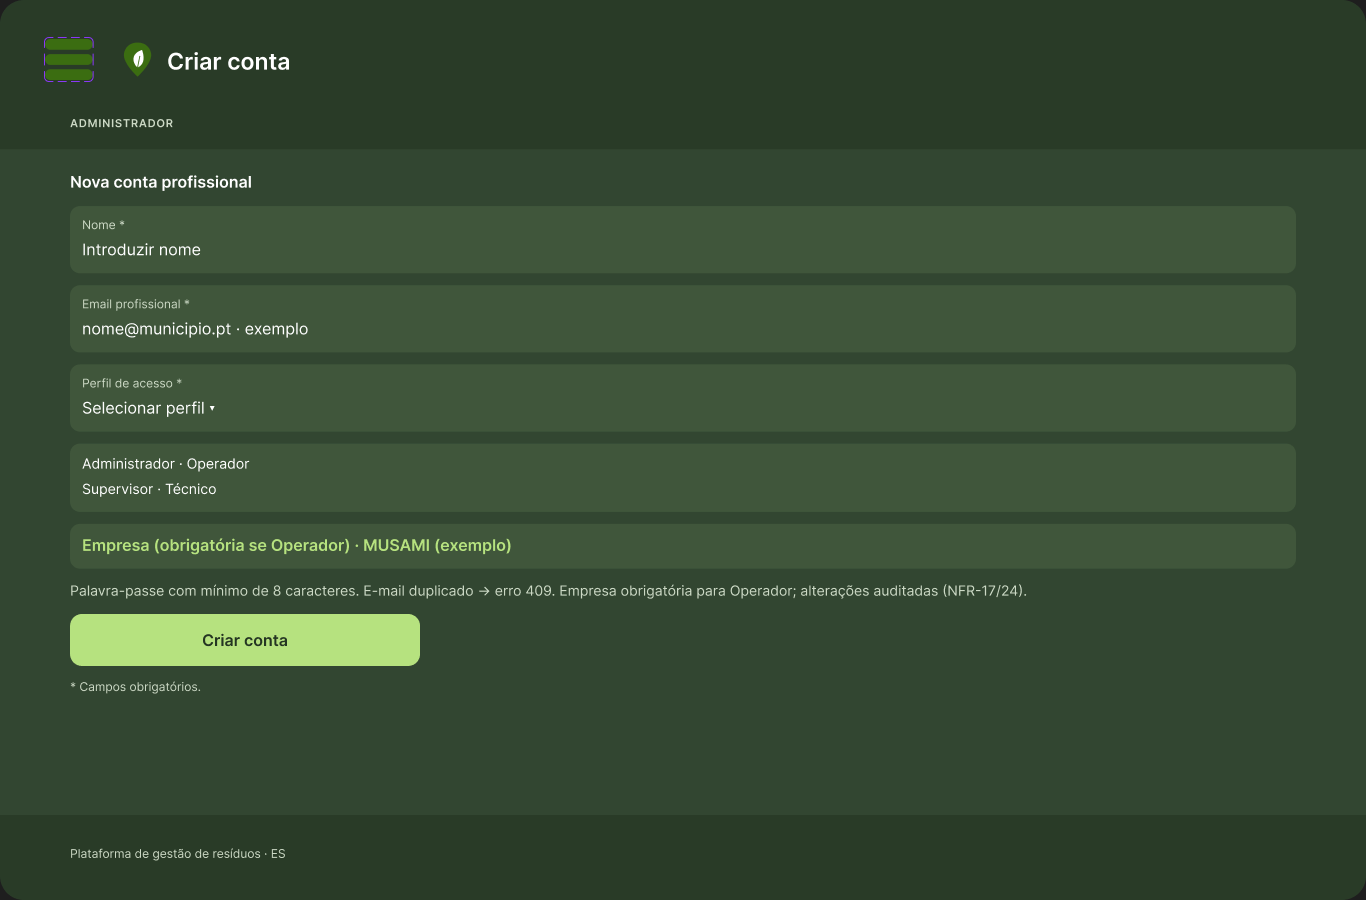 Criar conta
ADMINISTRADOR
Nova conta profissional
Nome *
Introduzir nome
Email profissional *
nome@municipio.pt · exemplo
Perfil de acesso *
Selecionar perfil ▾
Administrador · Operador
Supervisor · Técnico
Empresa (obrigatória se Operador) · MUSAMI (exemplo)
Palavra-passe com mínimo de 8 caracteres. E-mail duplicado → erro 409. Empresa obrigatória para Operador; alterações auditadas (NFR-17/24).
Criar conta
* Campos obrigatórios.
Plataforma de gestão de resíduos · ES